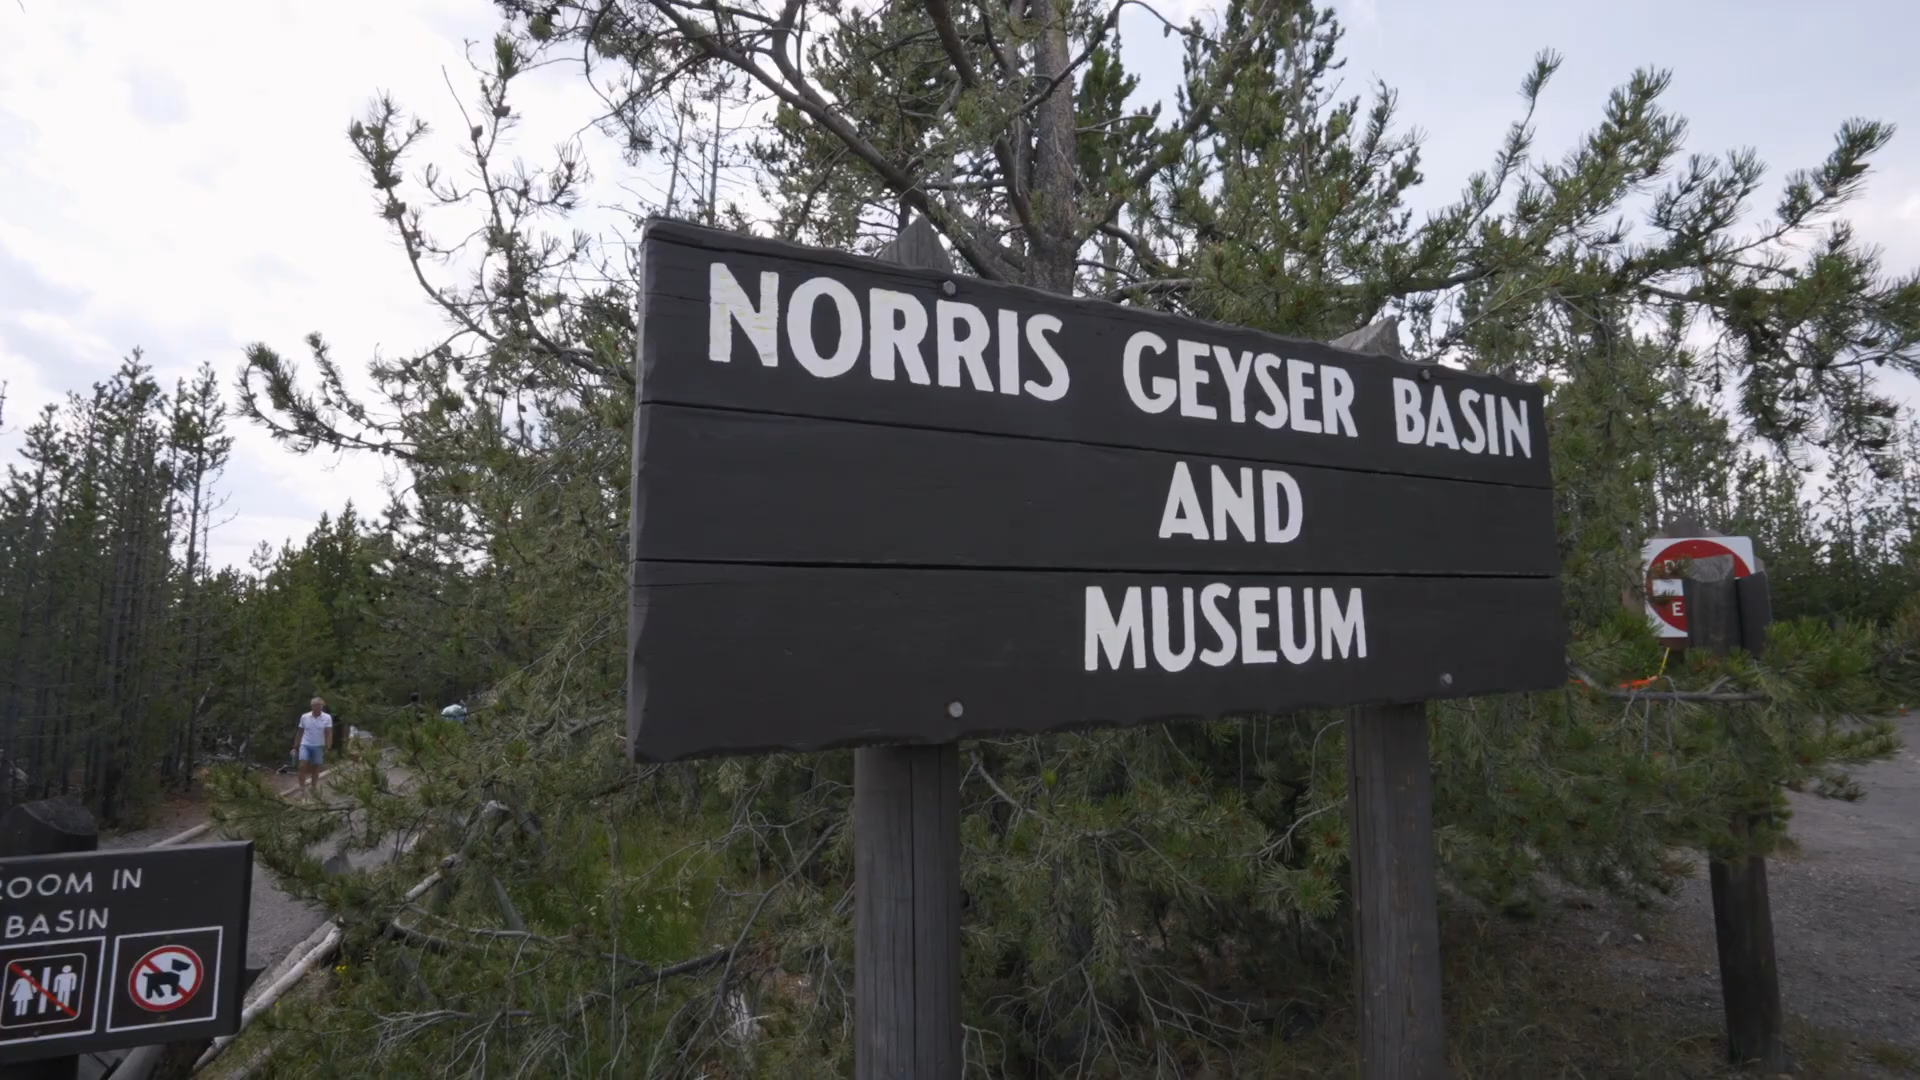 NORRIS GEYSER BASIN
AND
MUSEUM
ROOM IN
BASIN